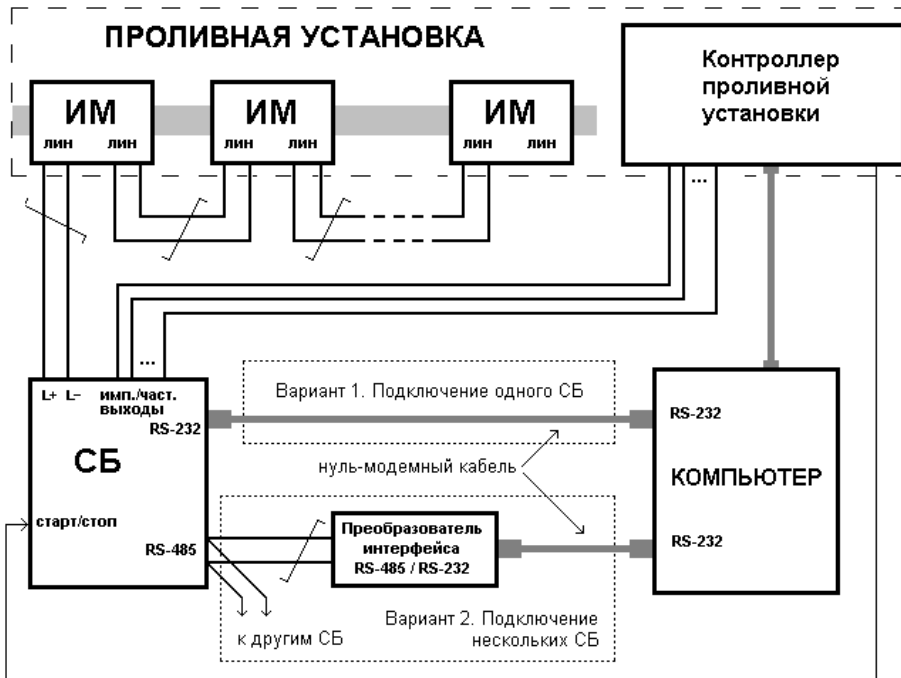 ПРОЛИВНАЯ УСТАНОВКА
Контроллер
проливной
установки
ИМ
лин лин
ИМ
лин лин
ИМ
лин лин
...
...
L+ L– имп./част.
выходы
RS-232
СБ
старт/стоп
RS-485
Вариант 1. Подключение одного СБ
нуль-модемный кабель
RS-232
КОМПЬЮТЕР
RS-232
Преобразователь
интерфейса
RS-485 / RS-232
к другим СБ
Вариант 2. Подключение
нескольких СБ